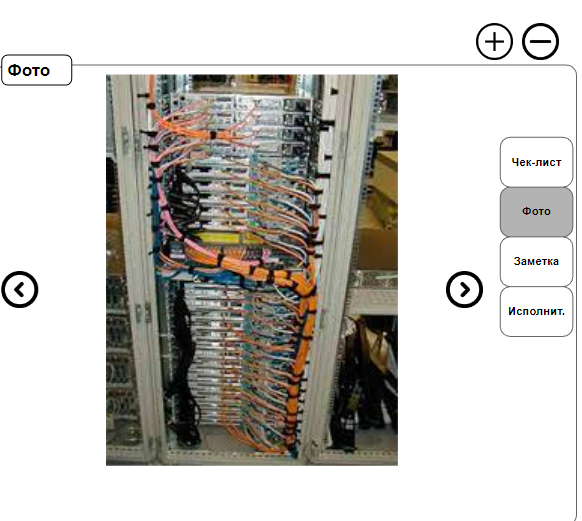 Фото
Чек-лист
Фото
Заметка
Исполнит.